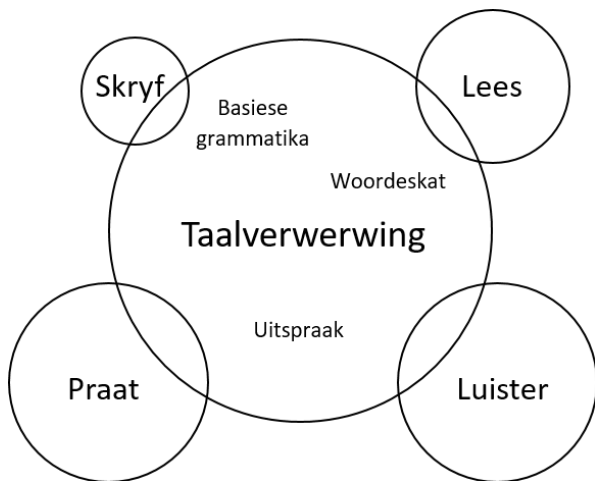 Skryf
Lees
Basiese
grammatika
Woordeskat
Taalverwerwing
Uitspraak
Praat
Luister